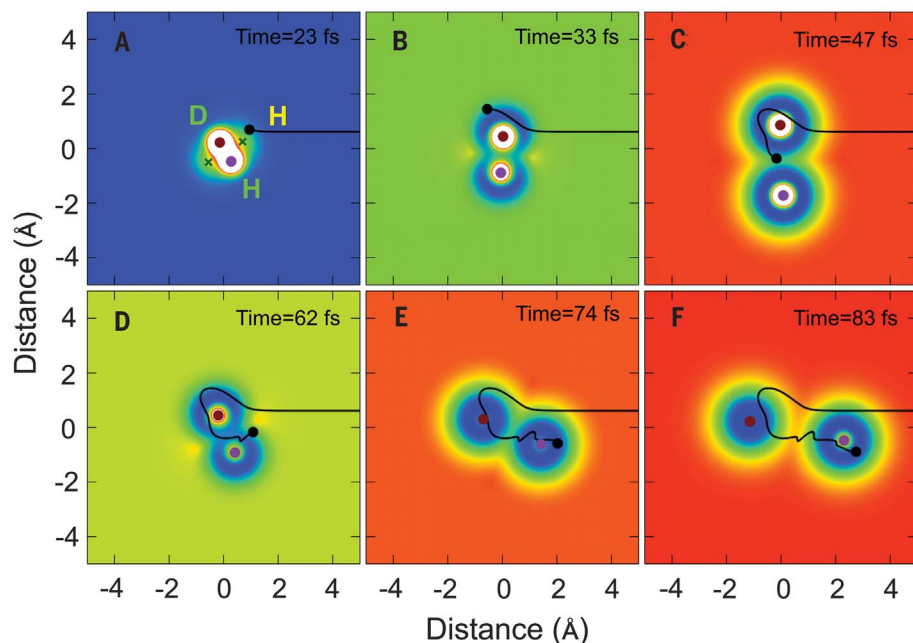 A Time=23 fs
D H
H
B Time=33 fs
C Time=47 fs
4
2
0
-2
-4
D Time=62 fs
E Time=74 fs
F Time=83 fs
4
2
0
-2
-4
-4 -2 0 2 4 -4 -2 0 2 4 -4 -2 0 2 4
Distance (Å)
Distance (Å)